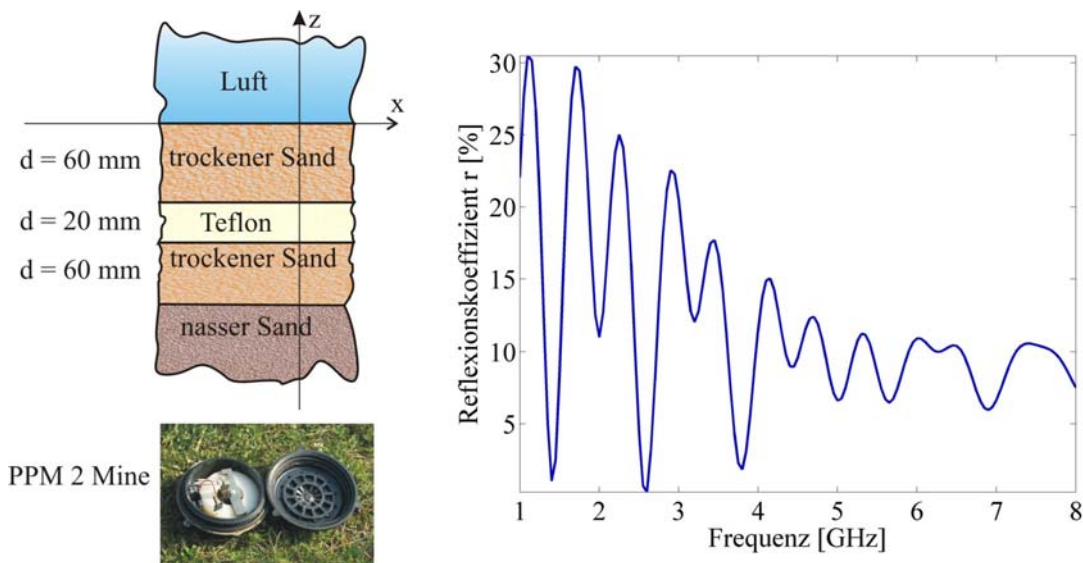 z
Luft
x
d = 60 mm
trockener Sand
d = 20 mm
Teflon
d = 60 mm
trockener Sand
nasser Sand
PPM 2 Mine
Reflexionskoeffizient r [%]
30
25
20
15
10
5
1 2 3 4 5 6 7 8
Frequenz [GHz]